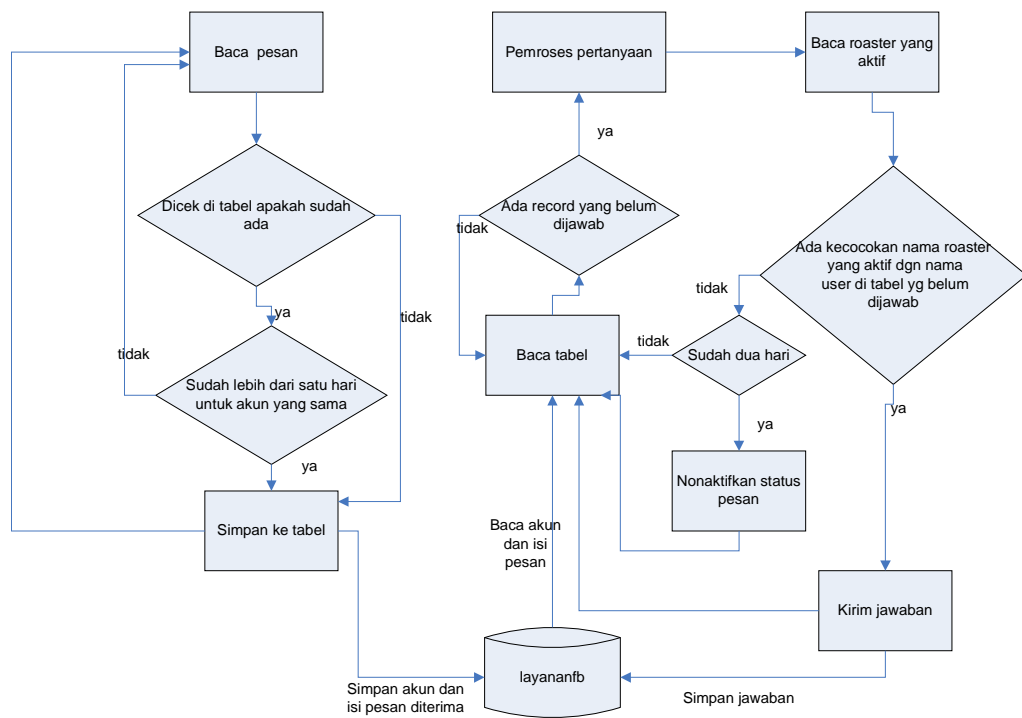 Baca pesan
Dicek di tabel apakah sudah
ada
ya
tidak
tidak
Sudah lebih dari satu hari
untuk akun yang sama
ya
Simpan ke tabel
Simpan akun dan
isi pesan diterima
Pemroses pertanyaan
ya
Ada record yang belum
dijawab
tidak
Baca tabel
Baca akun
dan isi
pesan
layananfb
Baca roaster yang
aktif
Ada kecocokan nama roaster
yang aktif dgn nama
user di tabel yg belum
dijawab
tidak
Sudah dua hari
tidak
ya
Nonaktifkan status
pesan
ya
Kirim jawaban
Simpan jawaban